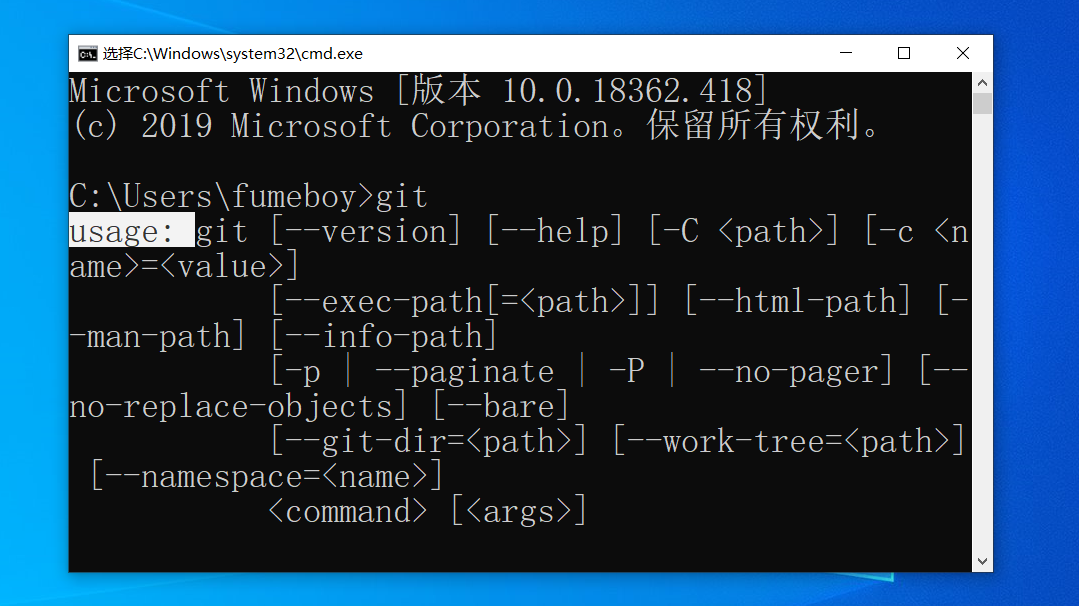 选择C:\Windows\system32\cmd.exe
Microsoft Windows [版本 10.0.18362.418]
(c) 2019 Microsoft Corporation。保留所有权利。
C:\Users\fumeboy>git
usage: git [--version] [--help] [-C <path>] [-c <n
ame>=<value>]
[--exec-path[=<path>]] [--html-path] [-
-man-path] [--info-path]
[-p | --paginate | -P | --no-pager] [--
no-replace-objects] [--bare]
[--git-dir=<path>] [--work-tree=<path>]
[--namespace=<name>]
<command> [<args>]